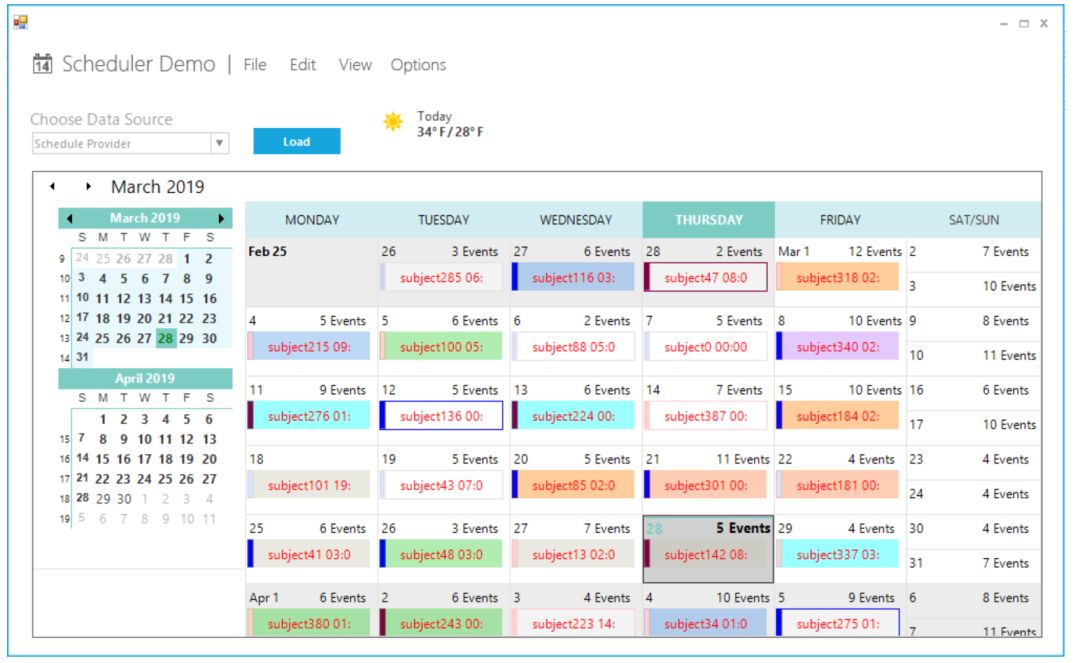 14 Scheduler Demo | File Edit View Options
Choose Data Source
Schedule Provider
Load
Today
34°F/28°F
March 2019
March 2019
S M T W T F S
9 24 25 26 27 28 1 2
10 3 4 5 6 7 8 9
11 10 11 12 13 14 15 16
12 17 18 19 20 21 22 23
13 24 25 26 27 28 29 30
14 31
April 2019
S M T W T F S
1 2 3 4 5 6
15 7 8 9 10 11 12 13
16 14 15 16 17 18 19 20
17 21 22 23 24 25 26 27
18 28 29 30 1 2 3 4
19 5 6 7 8 9 10 11
MONDAY TUESDAY WEDNESDAY THURSDAY FRIDAY SAT/SUN
Feb 25 26 3 Events 27 6 Events 28 2 Events Mar 1 12 Events 2 7 Events
subject285 06: subject116 03: subject47 08:0 subject318 02:
3 10 Events
4 5 Events 5 6 Events 6 2 Events 7 5 Events 8 10 Events 9 8 Events
subject215 09: subject100 05: subject88 05:0 subject0 00:00 subject340 02:
10 11 Events
11 9 Events 12 5 Events 13 6 Events 14 7 Events 15 10 Events 16 6 Events
subject276 01: subject136 00: subject224 00: subject387 00: subject184 02:
17 10 Events
18 19 5 Events 20 5 Events 21 11 Events 22 4 Events 23 4 Events
subject101 19: subject43 07:0 subject85 02:0 subject301 00: subject181 00:
24 4 Events
25 6 Events 26 3 Events 27 7 Events 28 5 Events 29 4 Events 30 4 Events
subject41 03:0 subject48 03:0 subject13 02:0 subject142 08: subject337 03:
31 7 Events
Apr 1 6 Events 2 6 Events 3 4 Events 4 10 Events 5 9 Events 6 8 Events
subject380 01: subject243 00: subject223 14: subject34 01:0 subject275 01:
7 11 Events